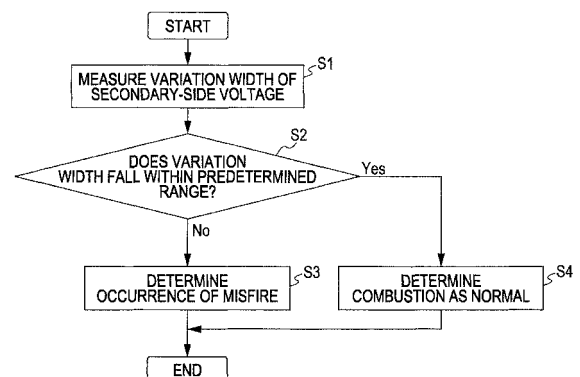 START
S1
MEASURE VARIATION WIDTH OF
SECONDARY-SIDE VOLTAGE
S2
DOES VARIATION
WIDTH FALL WITHIN PREDETERMINED
RANGE?
Yes
No
S3
DETERMINE
OCCURRENCE OF MISFIRE
S4
DETERMINE
COMBUSTION AS NORMAL
END